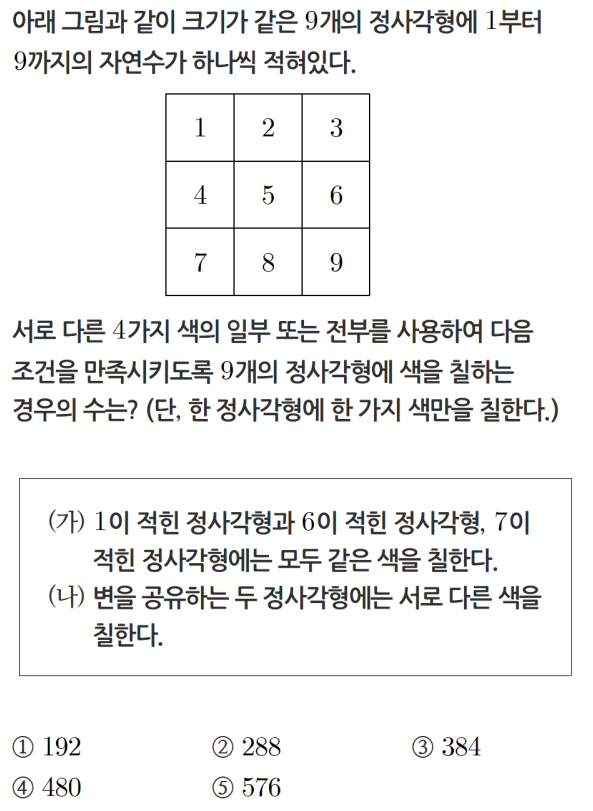 아래 그림과 같이 크기가 같은 9개의 정사각형에 1부터
9까지의 자연수가 하나씩 적혀있다.
1 2 3
4 5 6
7 8 9
서로 다른 4가지 색의 일부 또는 전부를 사용하여 다음
조건을 만족시키도록 9개의 정사각형에 색을 칠하는
경우의 수는? (단, 한 정사각형에 한 가지 색만을 칠한다.)
(가) 1이 적힌 정사각형과 6이 적힌 정사각형, 7이
적힌 정사각형에는 모두 같은 색을 칠한다.
(나) 변을 공유하는 두 정사각형에는 서로 다른 색을
칠한다.
① 192 ② 288 ③ 384
④ 480 ⑤ 576